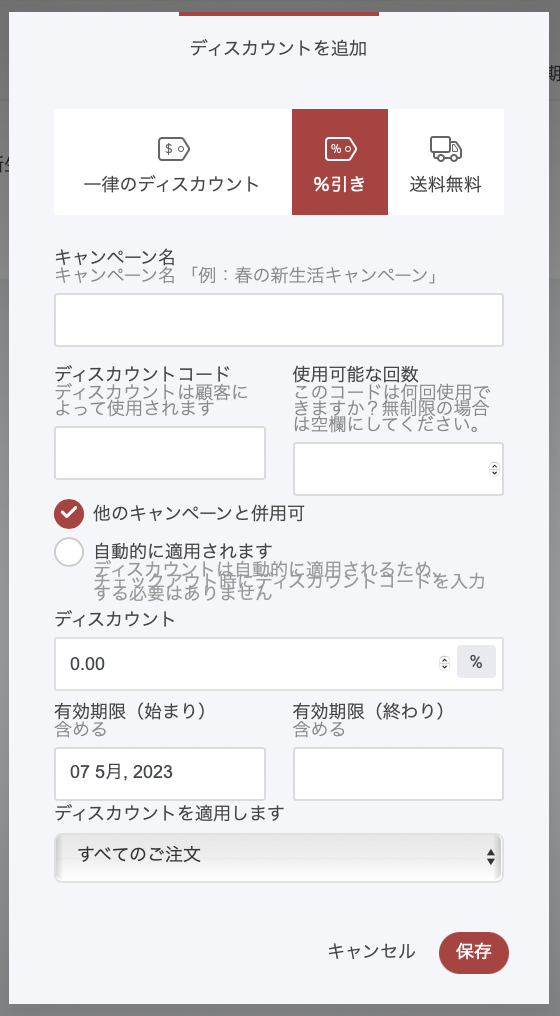 ディスカウントを追加
期
$
%
一律のディスカウント
%引き
送料無料
キャンペーン名
キャンペーン名 「例：春の新生活キャンペーン」
ディスカウントコード
ディスカウントは顧客に
よって使用されます
使用可能な回数
このコードは何回使用で
きますか？無制限の場合
は空欄にしてください。
他のキャンペーンと併用可
自動的に適用されます
ディスカウントは自動的に適用されるため、
チェックアウト時にディスカウントコードを入力
する必要はありません
ディスカウント
0.00
%
有効期限（始まり）
含める
有効期限（終わり）
含める
07 5月, 2023
ディスカウントを適用します
すべてのご注文
キャンセル
保存